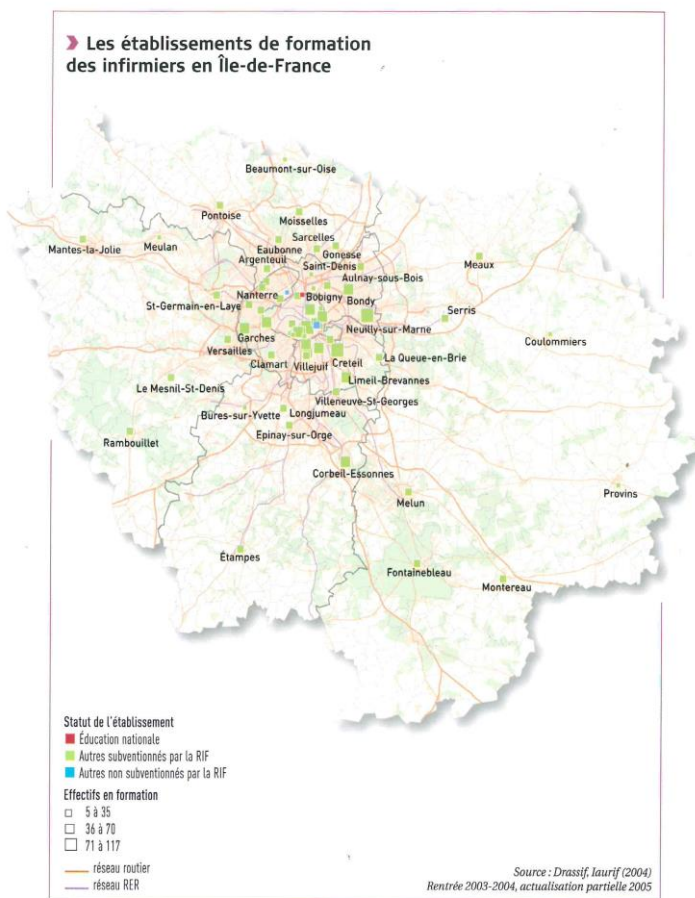 Les établissements de formation
des infirmiers en Île-de-France
Beaumont-sur-Oise
Pontoise
Moisselles
Mantes-la-Jolie
Meulan
Sarcelles
Eaubonne
Gonesse
Argenteuil
Saint-Denis
Meaux
Aulnay-sous-Bois
Nanterre
Bobigny
St-Germain-en-Laye
Bondy
Serris
Neuilly-sur-Marne
Coulommiers
Garches
Versailles
La Queue-en-Brie
Clamart
Villejuif
Creteil
Le Mesnil-St-Denis
Limeil-Brevannes
Villeneuve-St-Georges
Bures-sur-Yvette
Longjumeau
Rambouillet
Epinay-sur-Orge
Corbeil-Essonnes
Melun
Provins
Étampes
Fontainebleau
Montereau
Statut de l'établissement
Éducation nationale
Autres subventionnés par la RIF
Autres non subventionnés par la RIF
Effectifs en formation
5 à 35
36 à 70
71 à 117
réseau routier
réseau RER
Source : Drassif, Iaurif (2004)
Rentrée 2003-2004, actualisation partielle 2005